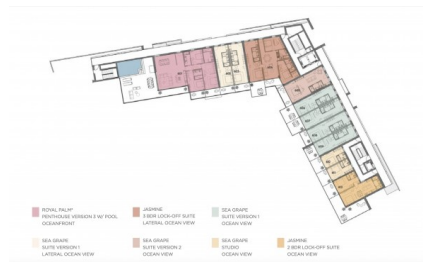 ROYAL PALM*
PENTHOUSE VERSION 3 W/ POOL
OCEANFRONT
JASMINE
3 BDR LOCK-OFF SUITE
LATERAL OCEAN VIEW
SEA GRAPE
SUITE VERSION 1
OCEAN VIEW
SEA GRAPE
SUITE VERSION 1
LATERAL OCEAN VIEW
SEA GRAPE
SUITE VERSION 2
OCEAN VIEW
SEA GRAPE
STUDIO
OCEAN VIEW
JASMINE
2 BDR LOCK-OFF SUITE
OCEAN VIEW